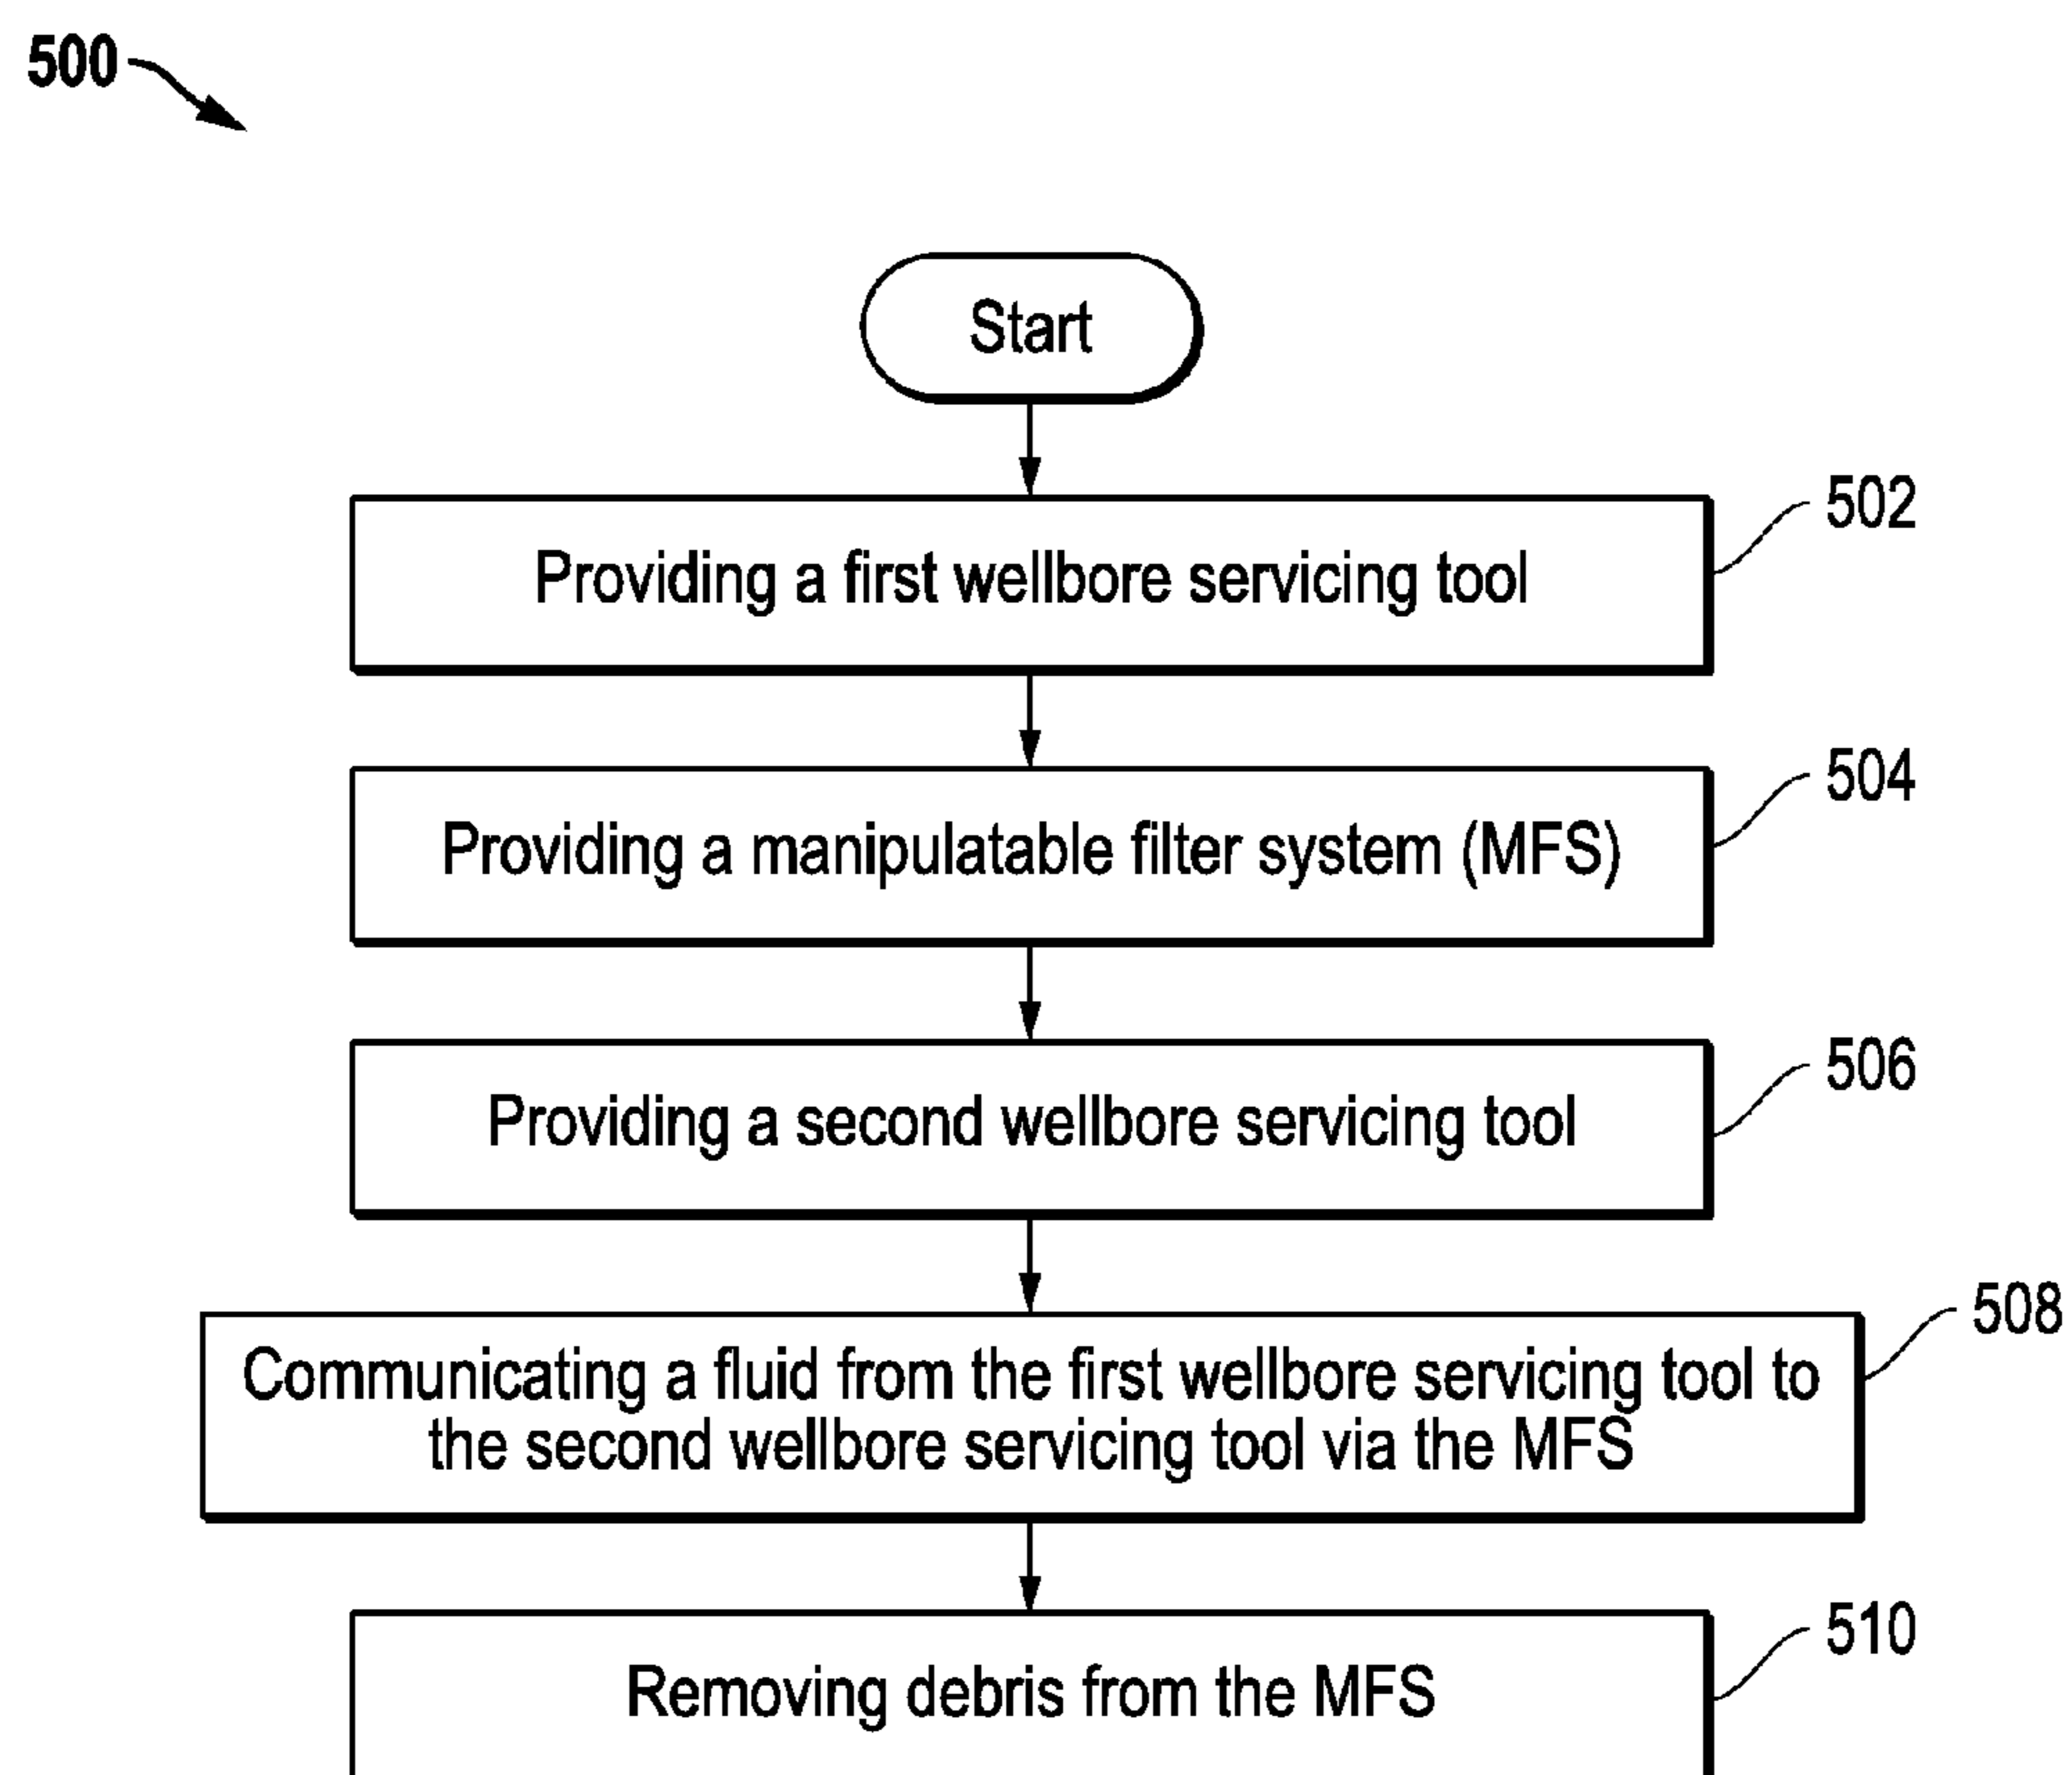 500
Start
502
Providing a first wellbore servicing tool
504
Providing a manipulatable filter system (MFS)
506
Providing a second wellbore servicing tool
508
Communicating a fluid from the first wellbore servicing tool to
the second wellbore servicing tool via the MFS
510
Removing debris from the MFS